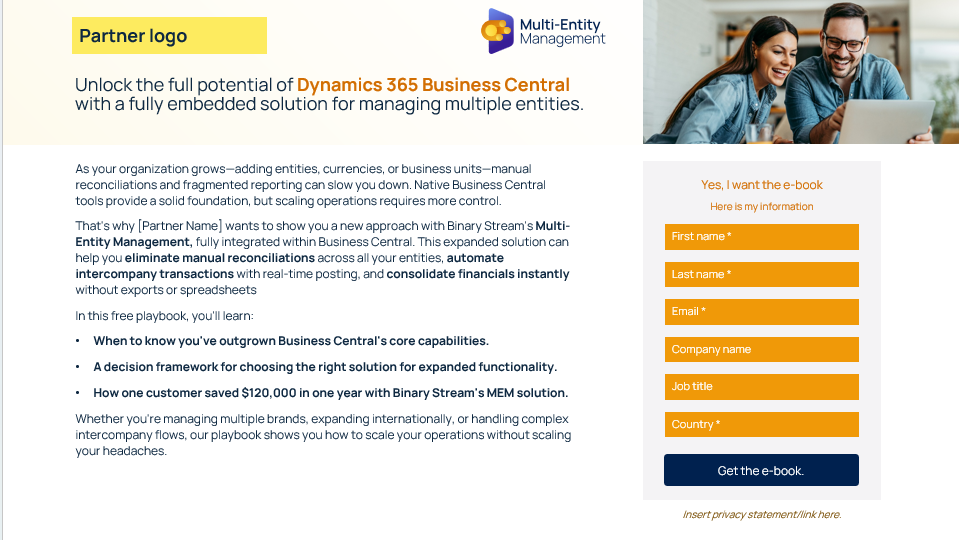 Partner logo
Multi-Entity
Management
Unlock the full potential of Dynamics 365 Business Central
with a fully embedded solution for managing multiple entities.
As your organization grows—adding entities, currencies, or business units—manual
reconciliations and fragmented reporting can slow you down. Native Business Central
tools provide a solid foundation, but scaling operations requires more control.
That's why [Partner Name] wants to show you a new approach with Binary Stream's Multi-
Entity Management, fully integrated within Business Central. This expanded solution can
help you eliminate manual reconciliations across all your entities, automate
intercompany transactions with real-time posting, and consolidate financials instantly
without exports or spreadsheets
In this free playbook, you'll learn:
• When to know you've outgrown Business Central's core capabilities.
• A decision framework for choosing the right solution for expanded functionality.
• How one customer saved $120,000 in one year with Binary Stream's MEM solution.
Whether you're managing multiple brands, expanding internationally, or handling complex
intercompany flows, our playbook shows you how to scale your operations without scaling
your headaches.
Yes, I want the e-book
Here is my information
First name *
Last name *
Email *
Company name
Job title
Country *
Get the e-book.
Insert privacy statement/link here.